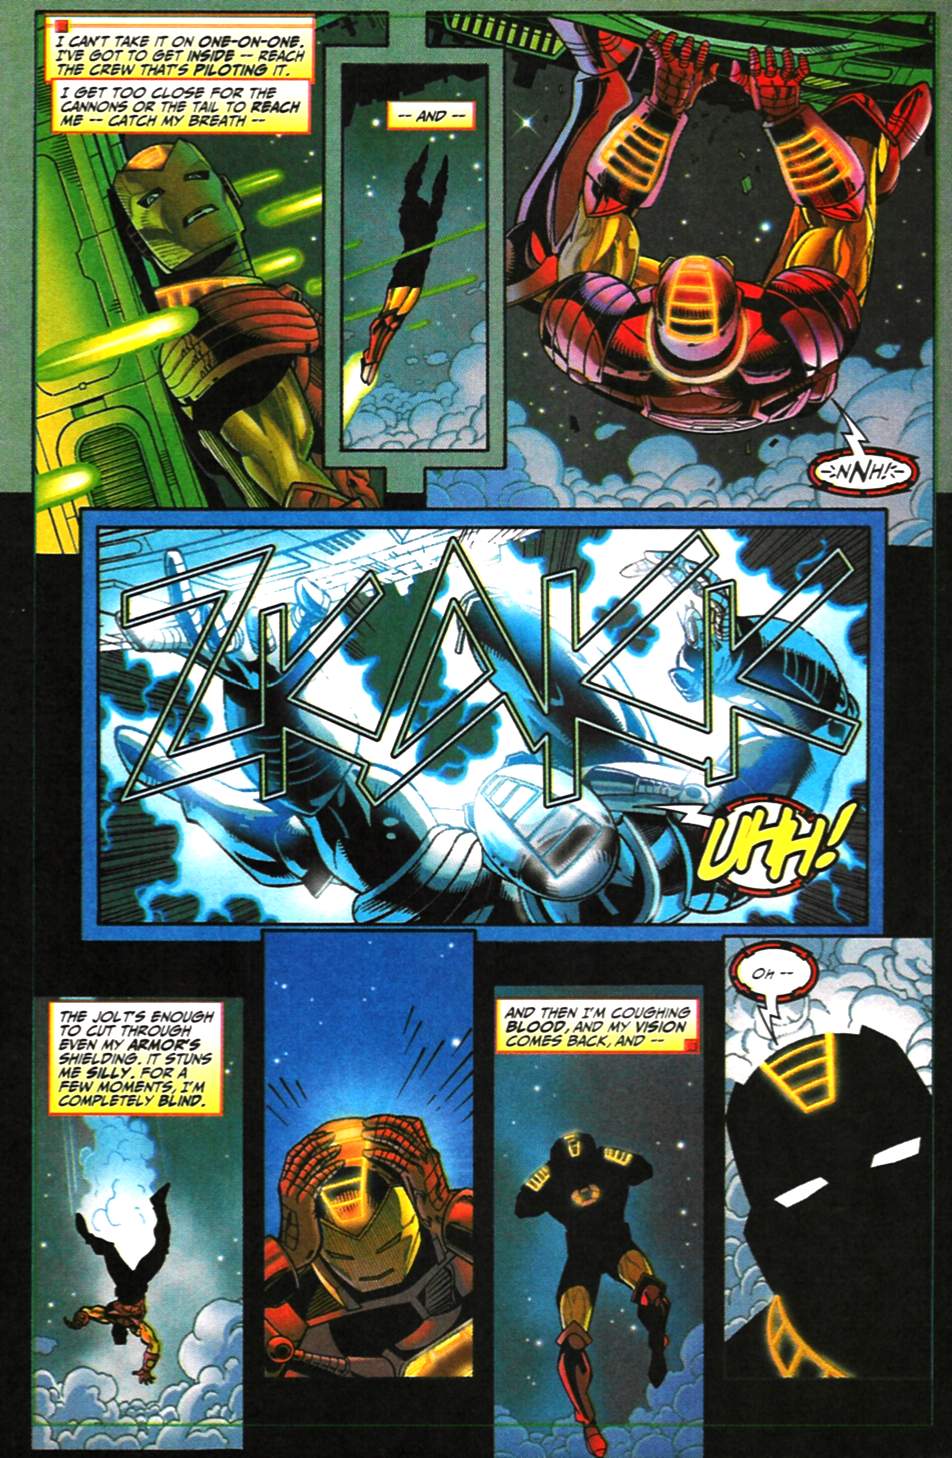 I CAN'T TAKE IT ON ONE-ON-ONE.
I'VE GOT TO GET INSIDE -- REACH
THE CREW THAT'S PILOTING IT.
I GET TOO CLOSE FOR THE
CANNONS OR THE TAIL TO REACH
ME -- CATCH MY BREATH --
-- AND --
NNH!
ZKAKK
UHH!
THE JOLT'S ENOUGH
TO CUT THROUGH
EVEN MY ARMOR'S
SHIELDING. IT STUNS
ME SILLY. FOR A
FEW MOMENTS, I'M
COMPLETELY BLIND.
AND THEN I'M COUGHING
BLOOD, AND MY VISION
COMES BACK, AND --
OH --